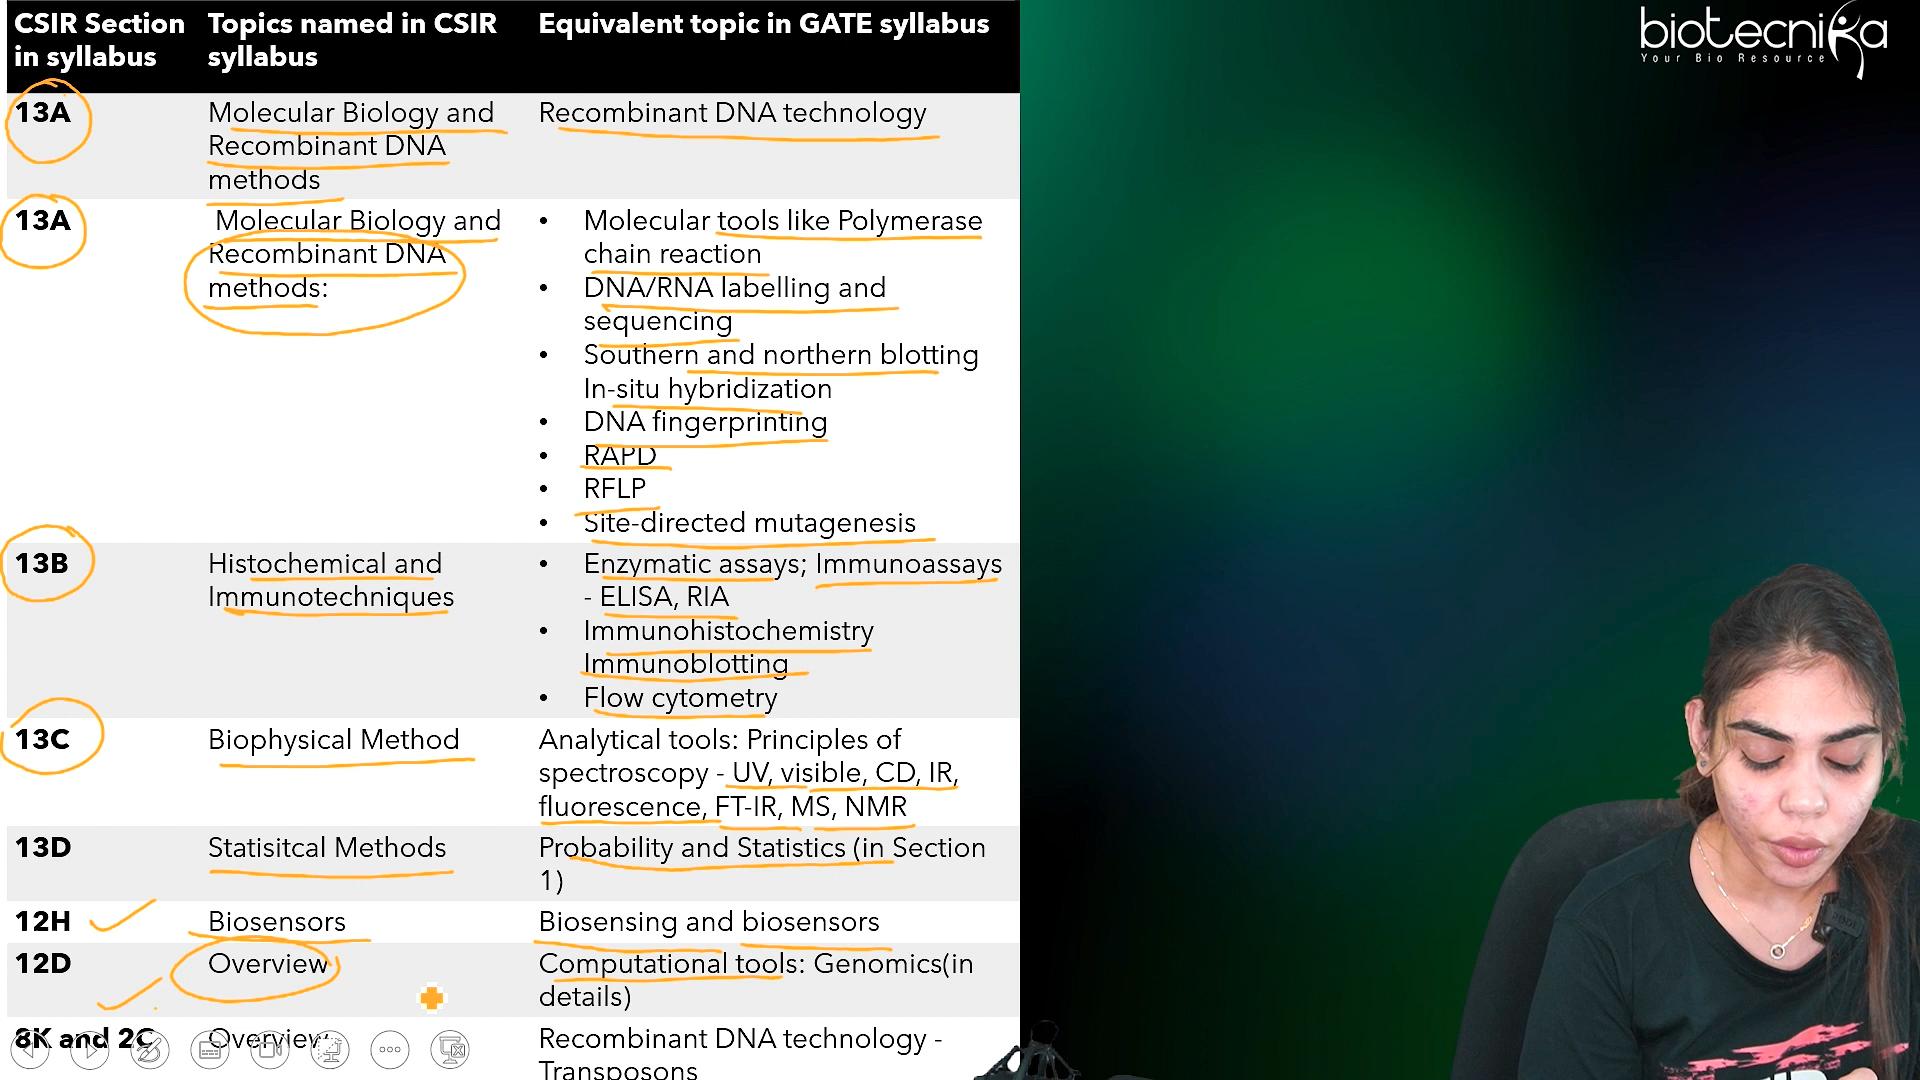 CSIR Section
in syllabus
Topics named in CSIR
syllabus
Equivalent topic in GATE syllabus
13A
Molecular Biology and
Recombinant DNA
methods
Recombinant DNA technology
13A
Molecular Biology and
Recombinant DNA
methods:
• Molecular tools like Polymerase
chain reaction
• DNA/RNA labelling and
sequencing
• Southern and northern blotting
In-situ hybridization
• DNA fingerprinting
• RAPD
• RFLP
• Site-directed mutagenesis
13B
Histochemical and
Immunotechniques
• Enzymatic assays; Immunoassays
- ELISA, RIA
• Immunohistochemistry
Immunoblotting
• Flow cytometry
13C
Biophysical Method
Analytical tools: Principles of
spectroscopy - UV, visible, CD, IR,
fluorescence, FT-IR, MS, NMR
13D
Statisitcal Methods
Probability and Statistics (in Section
1)
12H
Biosensors
Biosensing and biosensors
12D
Overview
Computational tools: Genomics(in
details)
8K and 2C
Overview
Recombinant DNA technology -
Transposons
biotecnika
Your Bio Resource